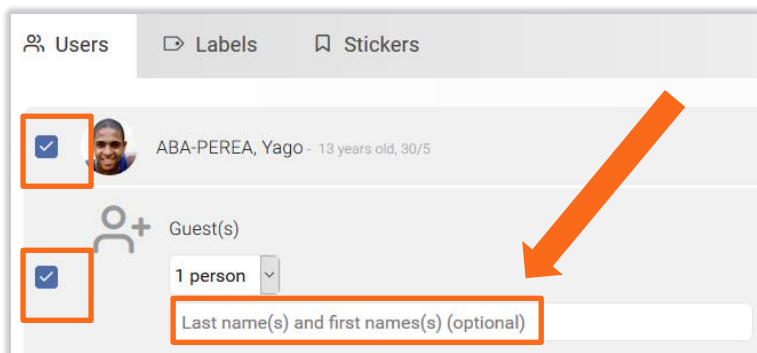 Users Labels Stickers
ABA-PEREA, Yago - 13 years old, 30/5
Guest(s)
1 person
Last name(s) and first names(s) (optional)